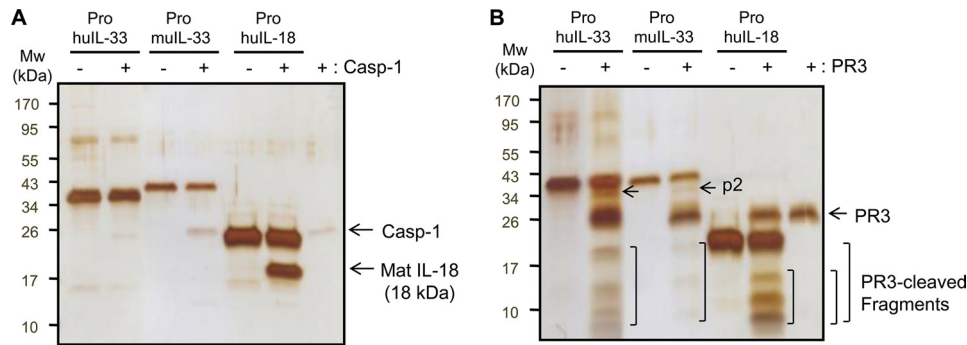 A
Pro
huIL-33
Pro
muIL-33
Pro
huIL-18
Mw
(kDa)
- + - + - + + : Casp-1
170
95
55
43
34
26
17
10
Casp-1
Mat IL-18
(18 kDa)
B
Pro
huIL-33
Pro
muIL-33
Pro
huIL-18
Mw
(kDa)
- + - + - + + : PR3
170
95
55
43
34
26
17
10
p2
PR3
PR3-cleaved
Fragments